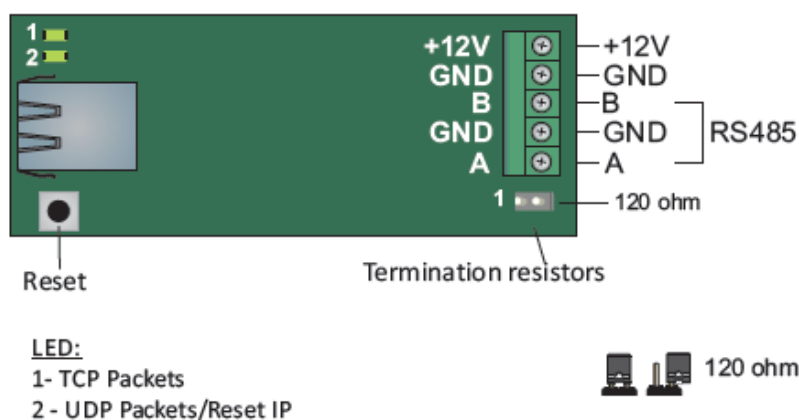 1
2
+12V +12V
GND GND
B B
GND GND RS485
A A
1 120 ohm
Reset
Termination resistors
LED:
1- TCP Packets
2 - UDP Packets/Reset IP
120 ohm